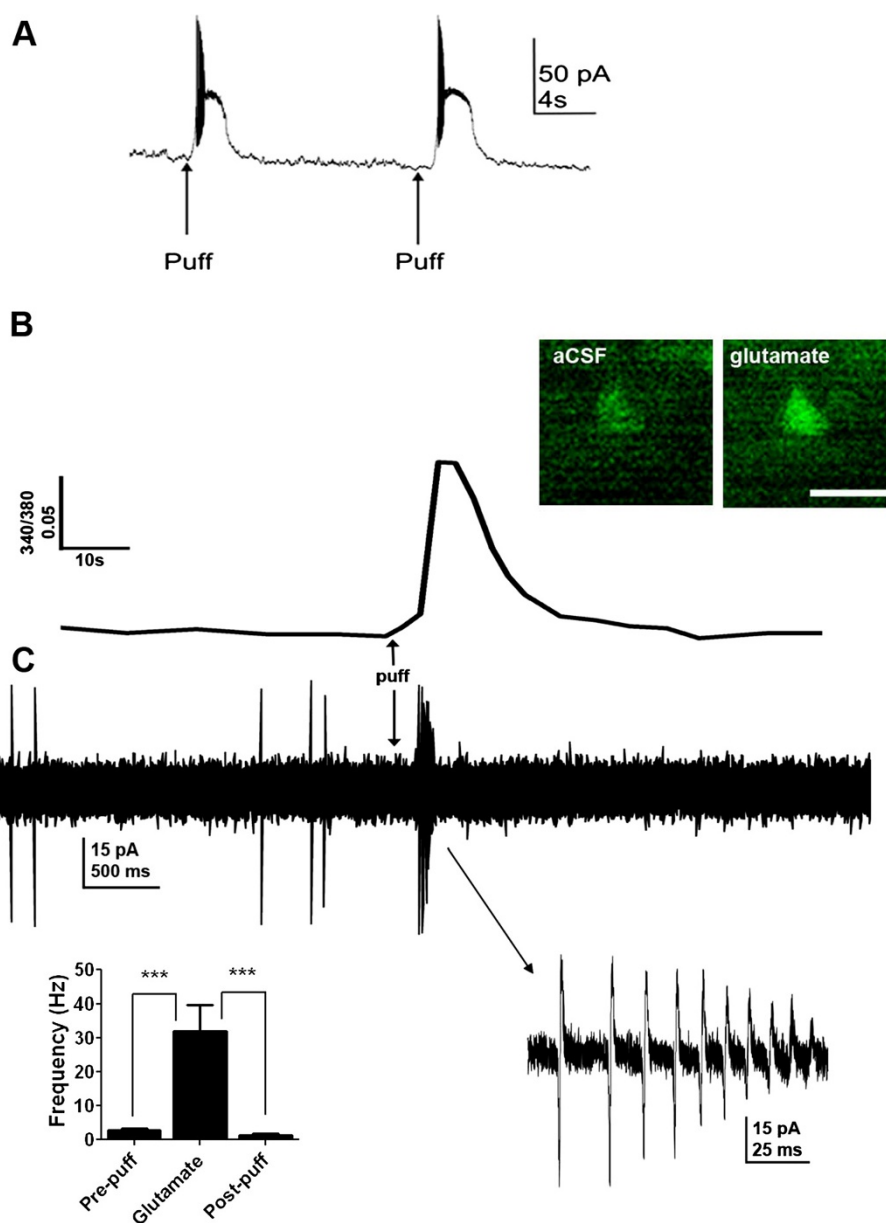 A
50 pA
4s
Puff
Puff
B
aCSF
glutamate
340/380
0.05
10s
C
puff
15 pA
500 ms
***
***
50
40
30
20
10
0
Frequency (Hz)
Pre-puff
Glutamate
Post-puff
15 pA
25 ms